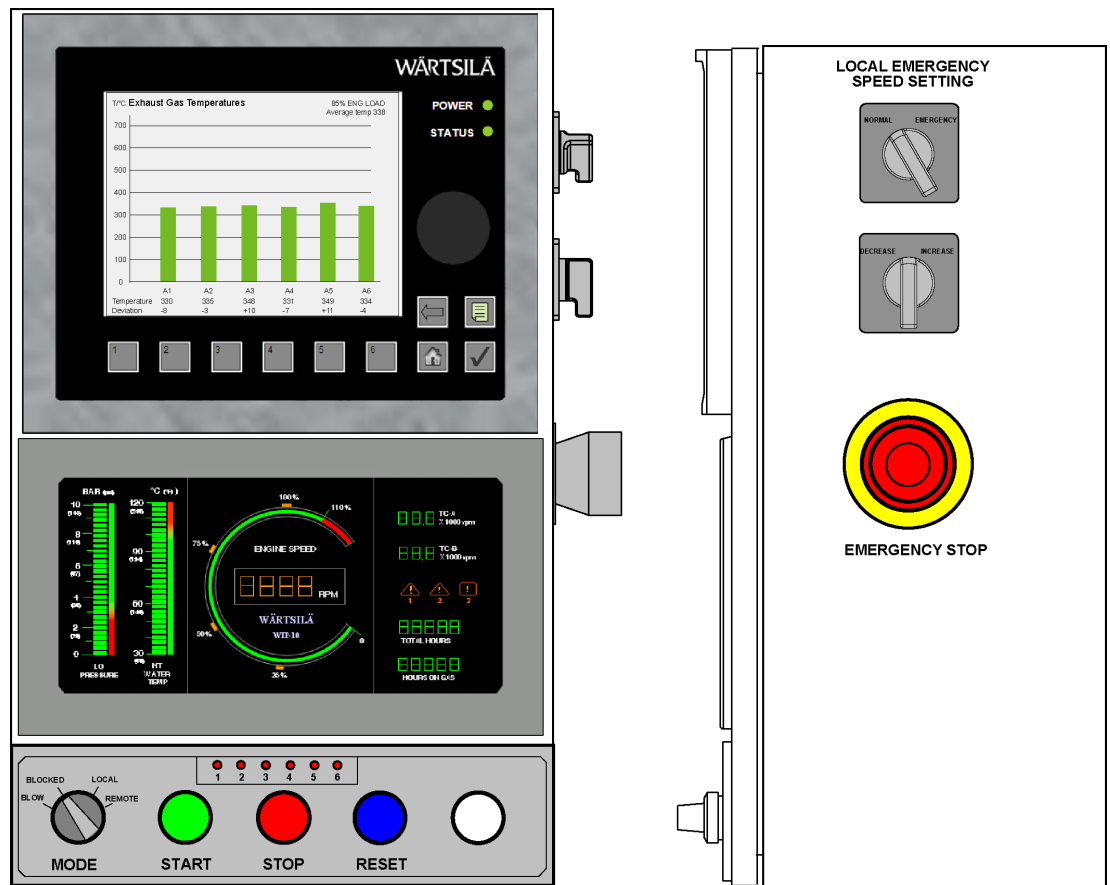 WÄRTSILÄ
T/°C Exhaust Gas Temperatures
85% ENG LOAD
Average temp 338
POWER
STATUS
700
600
500
400
300
200
100
0
A1 A2 A3 A4 A5 A6
Temperature 330 335 348 331 349 334
Deviation -8 -3 +10 -7 +11 -4
1 2 3 4 5 6
BAR
10
8
6
4
2
0
LO
PRESSURE
°C
120
90
60
30
HT
WATER
TEMP
100%
110%
75%
50%
25%
0
ENGINE SPEED
RPM
WÄRTSILÄ
WIP-10
TC-A
X 1000 rpm
TC-B
X 1000 rpm
1 2 3
TOTAL HOURS
HOURS ON GAS
1 2 3 4 5 6
BLOW
BLOCKED
LOCAL
REMOTE
MODE
START
STOP
RESET
LOCAL EMERGENCY
SPEED SETTING
NORMAL EMERGENCY
DECREASE INCREASE
EMERGENCY STOP